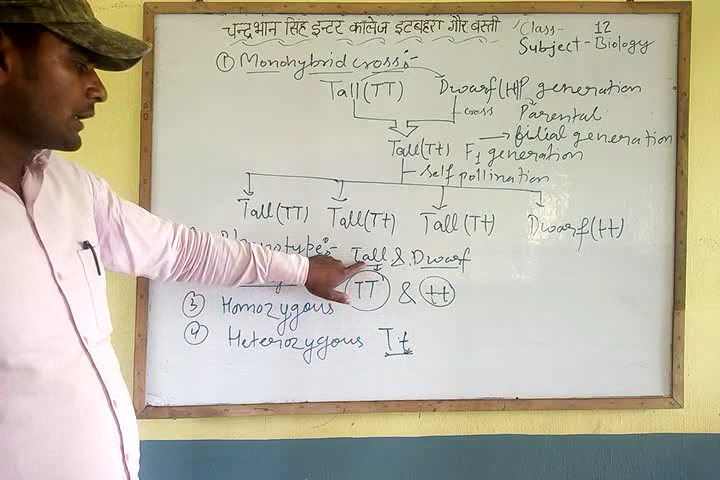 चन्द्रभान सिंह इन्टर कॉलेज इटबहरा गौर बस्ती
Class- 12
Subject-Biology
① Monohybrid cross:-
Tall(TT) Dwarf(tt) P generation
cross Parental
Tall(Tt) F1 generation → filial generation
Self pollination
Tall(TT) Tall(Tt) Tall(Tt) Dwarf(tt)
Tall & Dwarf
TT & tt
③ Homozygous
④ Heterozygous Tt